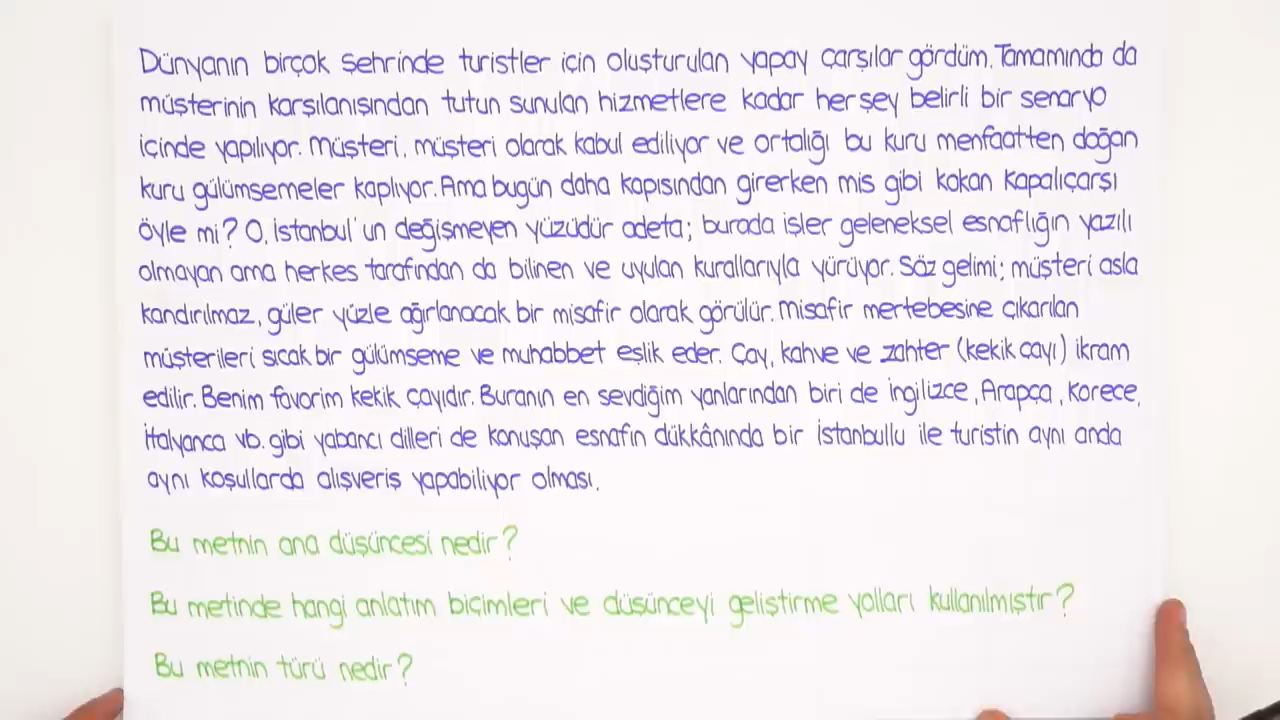 Dünyanın birçok şehrinde turistler için oluşturulan yapay çarşılar gördüm. Tamamında da
müşterinin karşılanışından tutun sunulan hizmetlere kadar her şey belirli bir senaryo
içinde yapılıyor. Müşteri, müşteri olarak kabul ediliyor ve ortalığı bu kuru menfaatten doğan
kuru gülümsemeler kaplıyor. Ama bugün daha kapısından girerken mis gibi kokan Kapalıçarşı
öyle mi? O, İstanbul'un değişmeyen yüzüdür adeta; burada işler geleneksel esnaflığın yazılı
olmayan ama herkes tarafından da bilinen ve uyulan kurallarıyla yürüyor. Söz gelimi; müşteri asla
kandırılmaz, güler yüzle ağırlanacak bir misafir olarak görülür. Misafir mertebesine çıkarılan
müşterileri sıcak bir gülümseme ve muhabbet eşlik eder. Çay, kahve ve zahter (kekik çayı) ikram
edilir. Benim favorim kekik çayıdır. Buranın en sevdiğim yanlarından biri de İngilizce, Arapça, Korece,
İtalyanca vb. gibi yabancı dilleri de konuşan esnafın dükkânında bir İstanbullu ile turistin aynı anda
aynı koşullarda alışveriş yapabiliyor olması.
Bu metnin ana düşüncesi nedir?
Bu metinde hangi anlatım biçimleri ve düşünceyi geliştirme yolları kullanılmıştır?
Bu metnin türü nedir?